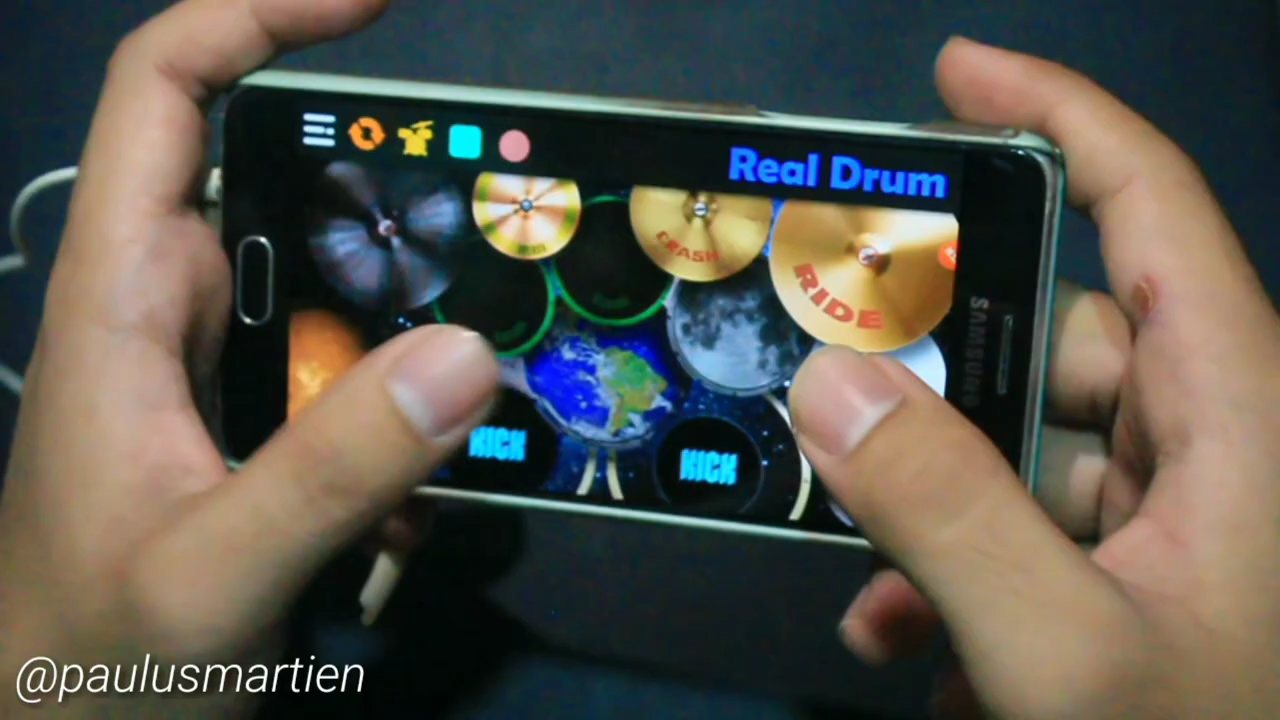 Real Drum
CRASH
RIDE
SAMSUNG
KICK
KICK
@paulusmartien